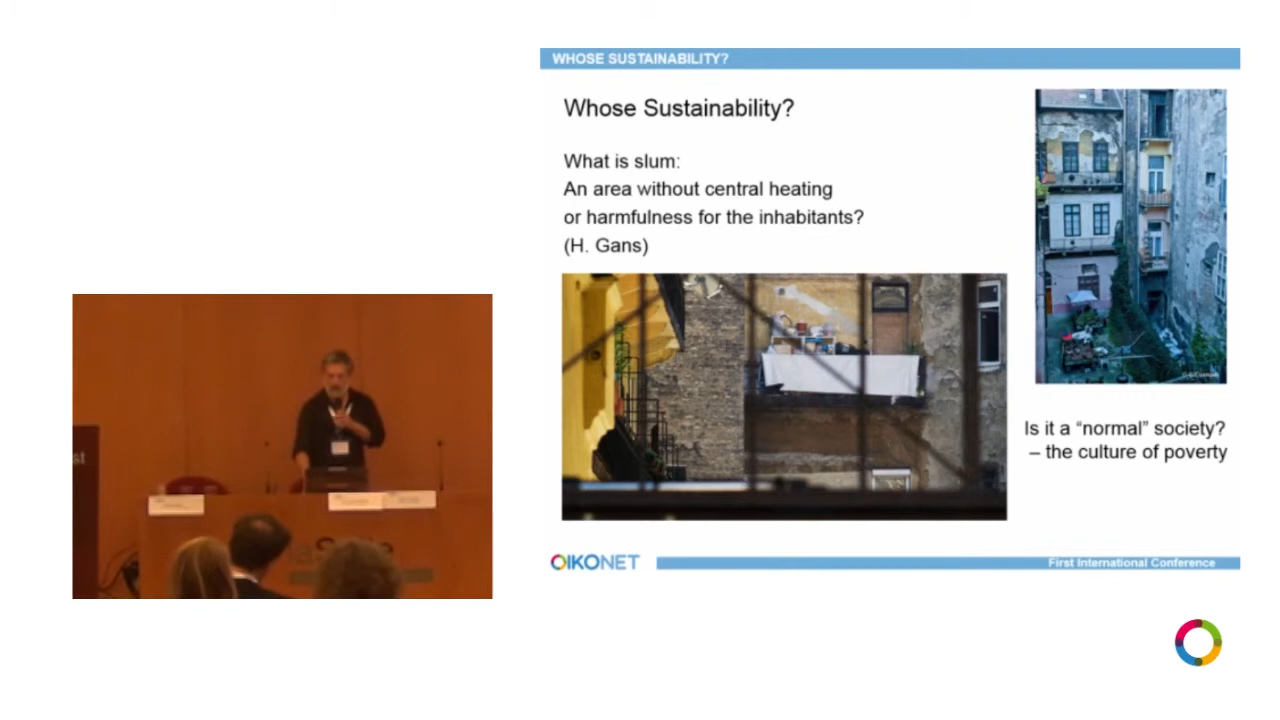 WHOSE SUSTAINABILITY?
Whose Sustainability?
What is slum:
An area without central heating
or harmfulness for the inhabitants?
(H. Gans)
Is it a “normal” society?
– the culture of poverty
OIKONET
First International Conference